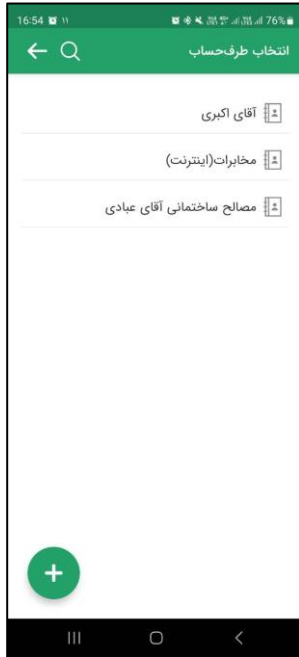 16:54 76%
انتخاب طرف‌حساب
آقای اکبری
مخابرات(اینترنت)
مصالح ساختمانی آقای عبادی